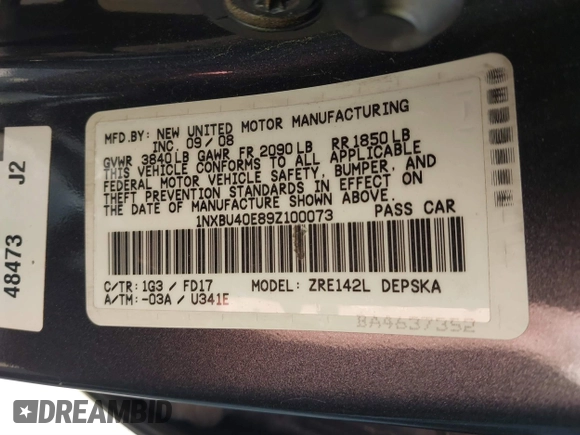 MFD.BY: NEW UNITED MOTOR MANUFACTURING
INC. 09/08
GVWR 3840LB GAWR FR 2090LB RR1850LB
THIS VEHICLE CONFORMS TO ALL APPLICABLE
FEDERAL MOTOR VEHICLE SAFETY, BUMPER, AND
THEFT PREVENTION STANDARDS IN EFFECT ON
THE DATE OF MANUFACTURE SHOWN ABOVE.
1NXBU40E89Z100073 PASS CAR
C/TR: 1G3 / FD17 MODEL: ZRE142L DEPSKA
A/TM: -03A / U341E
BA4637352
48473 J2
DREAMBID